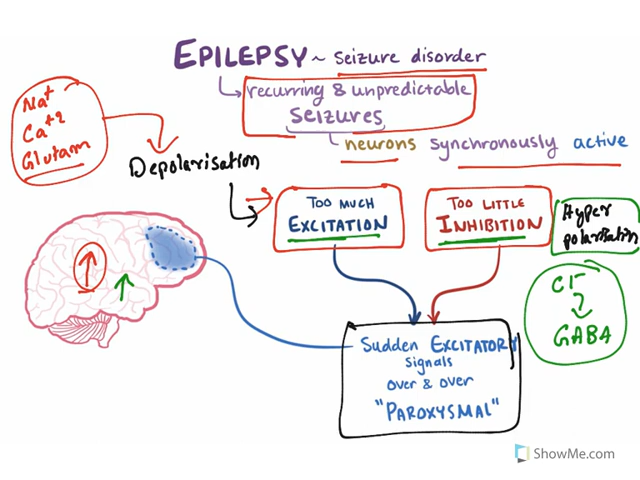 EPILEPSY ~ SEIZURE DISORDER
recurring & unpredictable
SEIZURES
neurons synchronously active
Na+
Ca+2
Glutam
Depolarisation
TOO MUCH
EXCITATION
TOO LITTLE
INHIBITION
Hyper
polarisation
Cl-
GABA
Sudden EXCITATORY
SIGNALS
OVER & OVER
"PAROXYSMAL"
ShowMe.com